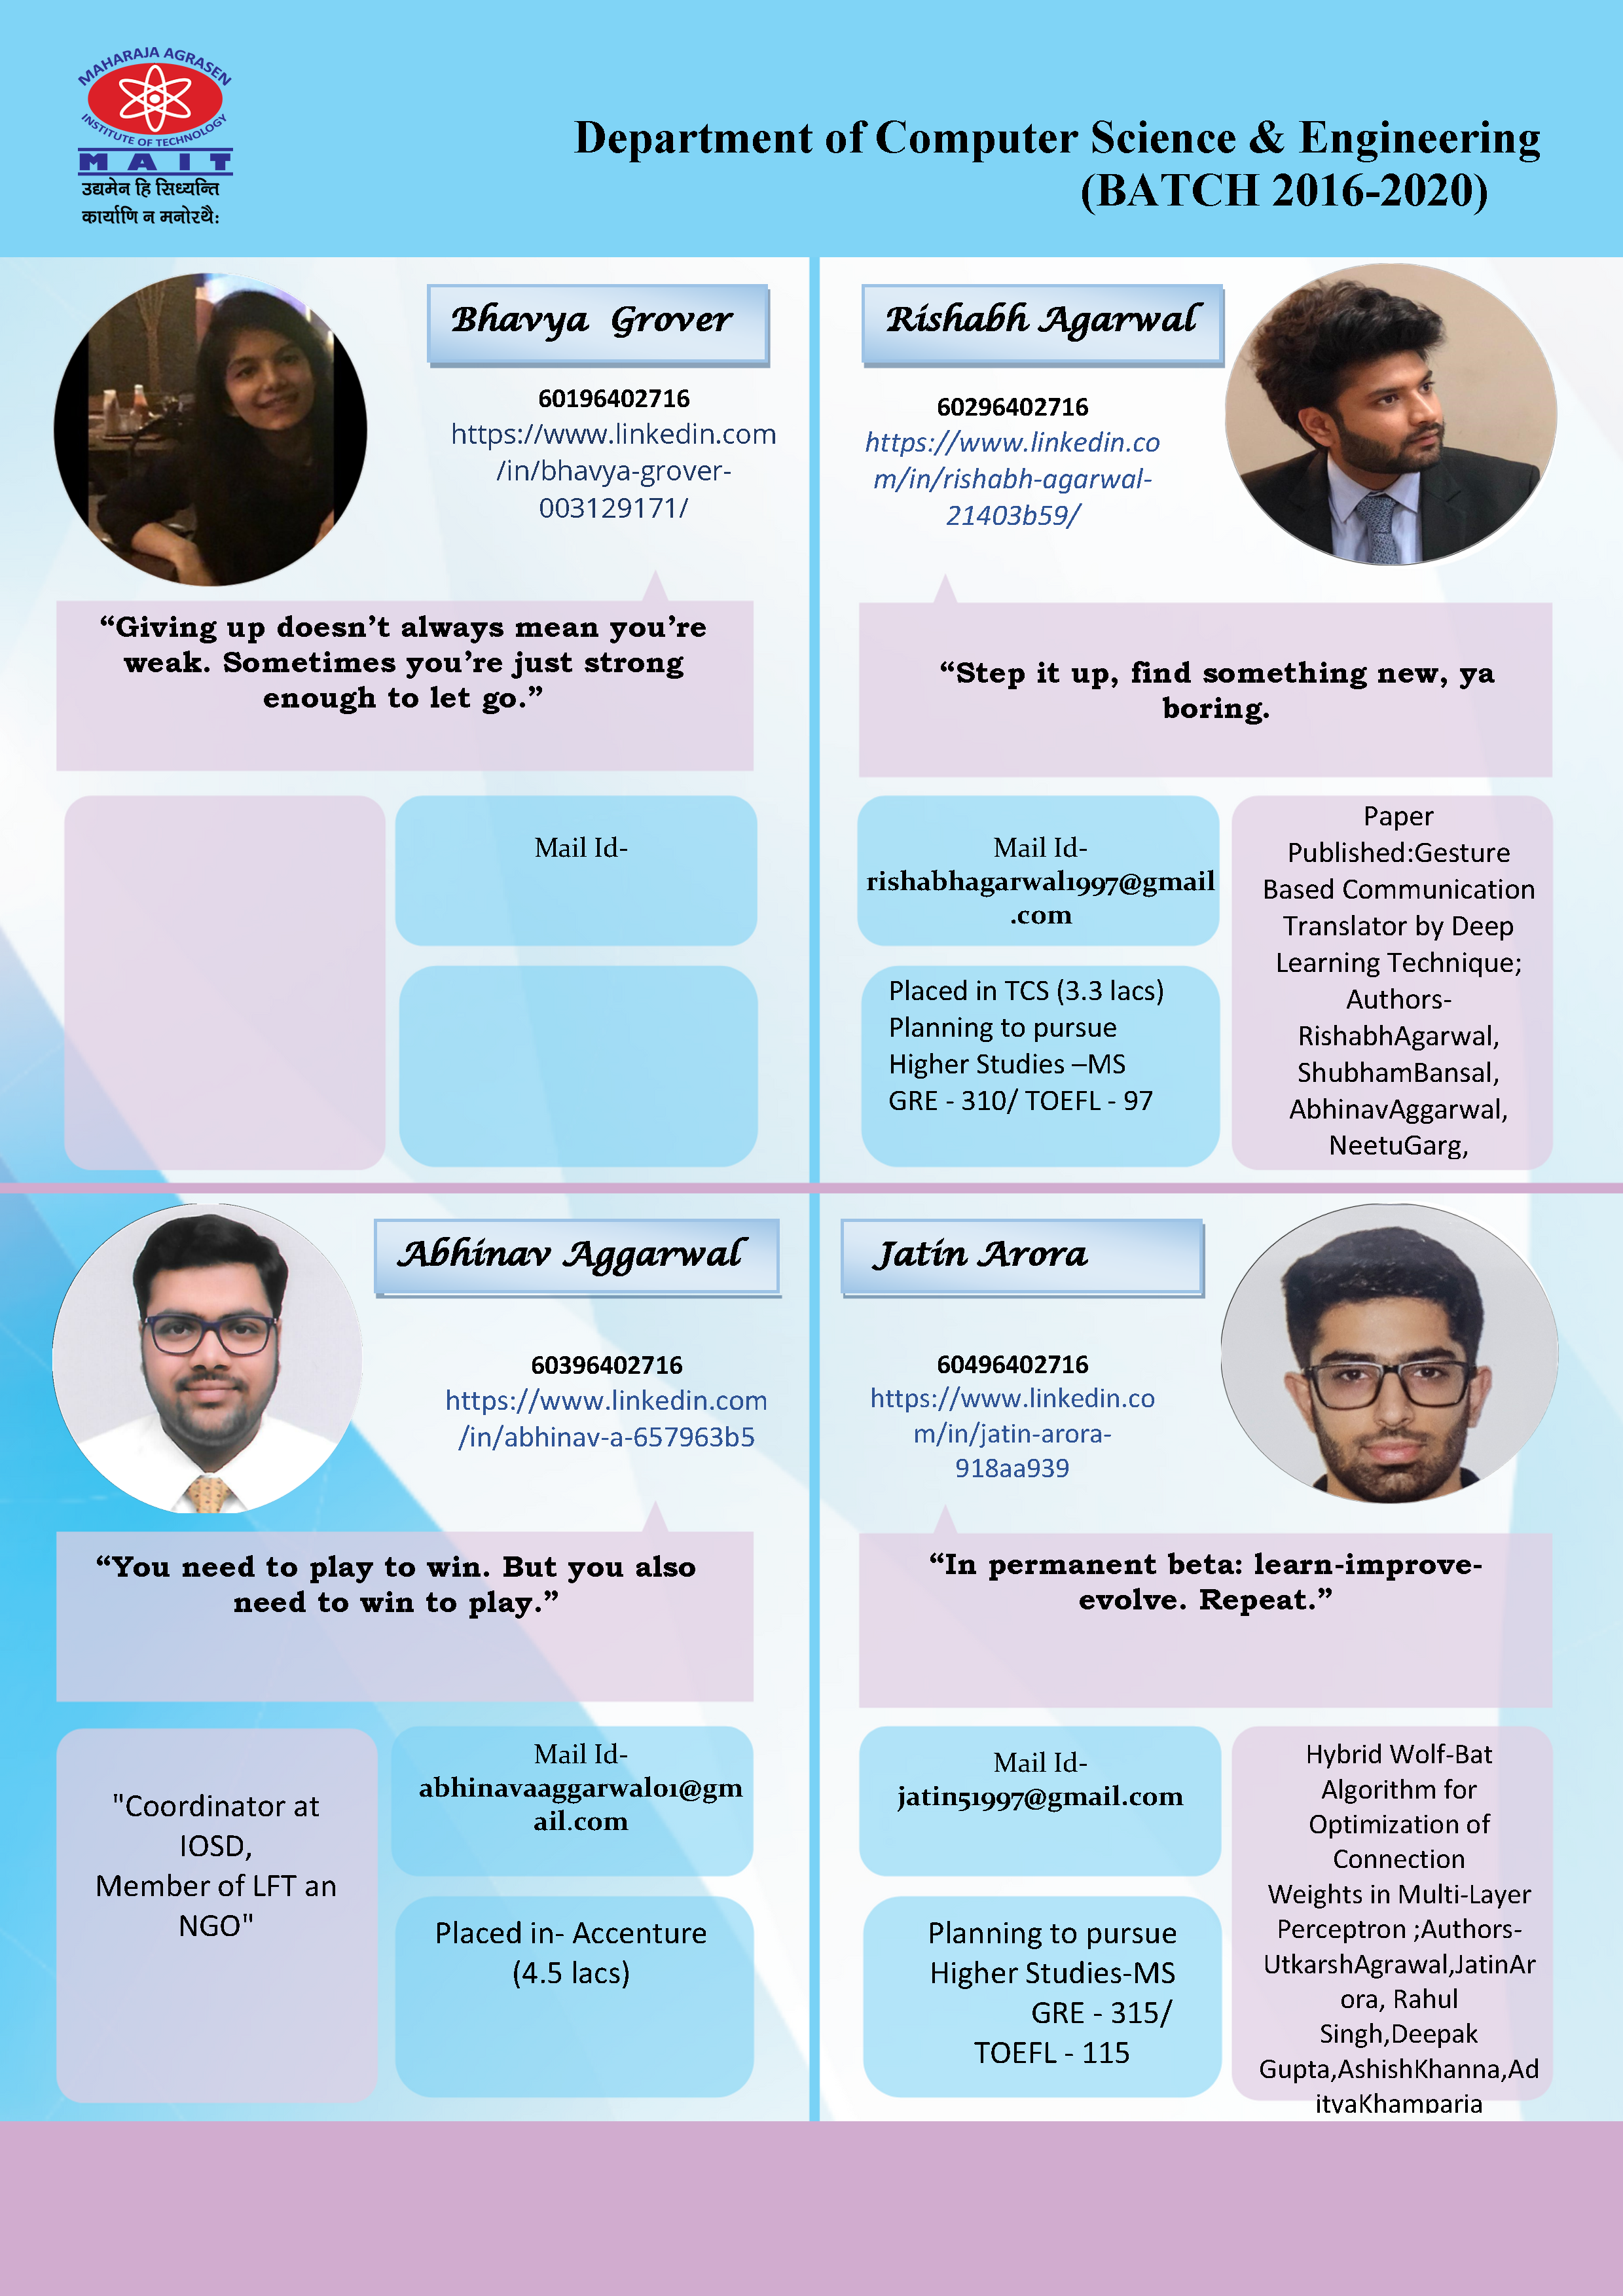 MAHARAJA AGRASEN
INSTITUTE OF TECHNOLOGY
MAIT
उद्यमेन हि सिध्यन्ति
कार्याणि न मनोरथैः
Department of Computer Science & Engineering
(BATCH 2016-2020)
Bhavya Grover
60196402716
https://www.linkedin.com
/in/bhavya-grover-
003129171/
“Giving up doesn’t always mean you’re
weak. Sometimes you’re just strong
enough to let go.”
Mail Id-
Rishabh Agarwal
60296402716
https://www.linkedin.co
m/in/rishabh-agarwal-
21403b59/
“Step it up, find something new, ya
boring.
Mail Id-
rishabhagarwal1997@gmail
.com
Placed in TCS (3.3 lacs)
Planning to pursue
Higher Studies –MS
GRE - 310/ TOEFL - 97
Paper
Published:Gesture
Based Communication
Translator by Deep
Learning Technique;
Authors-
RishabhAgarwal,
ShubhamBansal,
AbhinavAggarwal,
NeetuGarg,
Abhinav Aggarwal
60396402716
https://www.linkedin.com
/in/abhinav-a-657963b5
“You need to play to win. But you also
need to win to play.”
"Coordinator at
IOSD,
Member of LFT an
NGO"
Mail Id-
abhinavaaggarwal01@gm
ail.com
Placed in- Accenture
(4.5 lacs)
Jatin Arora
60496402716
https://www.linkedin.co
m/in/jatin-arora-
918aa939
“In permanent beta: learn-improve-
evolve. Repeat.”
Mail Id-
jatin51997@gmail.com
Planning to pursue
Higher Studies-MS
GRE - 315/
TOEFL - 115
Hybrid Wolf-Bat
Algorithm for
Optimization of
Connection
Weights in Multi-Layer
Perceptron ;Authors-
UtkarshAgrawal,JatinAr
ora, Rahul
Singh,Deepak
Gupta,AshishKhanna,Ad
ityaKhamparia